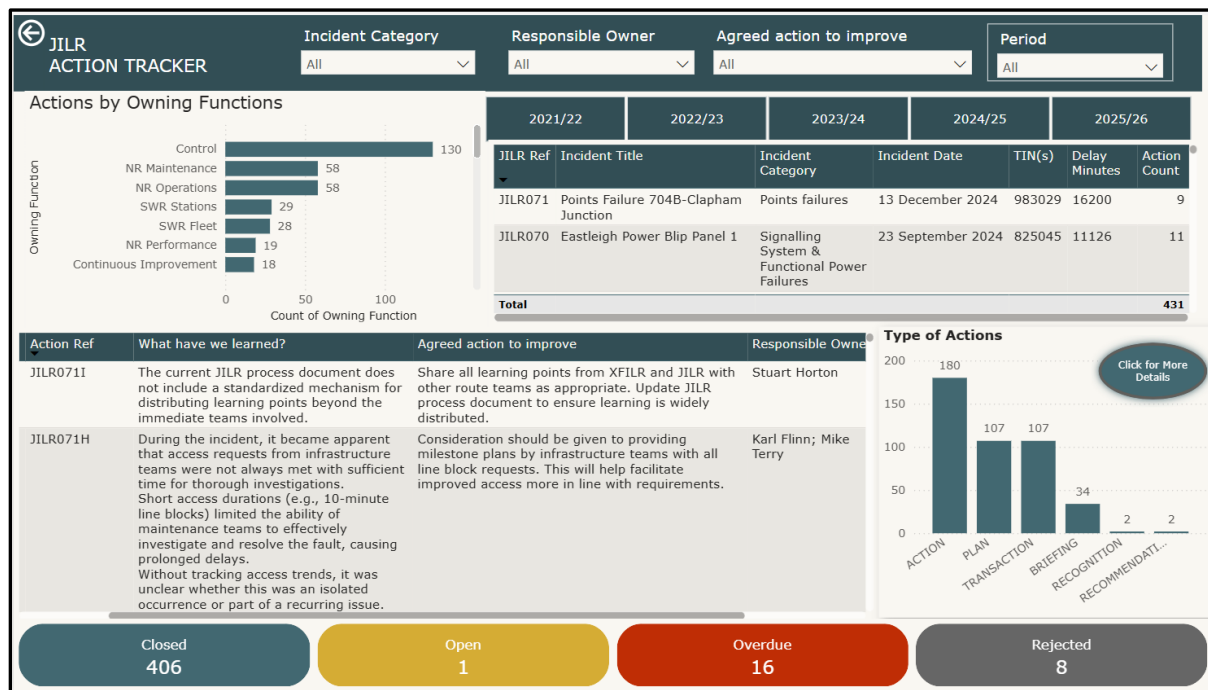 JILR
ACTION TRACKER
Incident Category
All
Responsible Owner
All
Agreed action to improve
All
Period
All
Actions by Owning Functions
Owning Function
Control 130
NR Maintenance 58
NR Operations 58
SWR Stations 29
SWR Fleet 28
NR Performance 19
Continuous Improvement 18
0 50 100
Count of Owning Function
2021/22 2022/23 2023/24 2024/25 2025/26
JILR Ref Incident Title Incident Category Incident Date TIN(s) Delay Minutes Action Count
JILR071 Points Failure 704B-Clapham Points failures 13 December 2024 983029 16200 9
Junction
JILR070 Eastleigh Power Blip Panel 1 Signalling 23 September 2024 825045 11126 11
System &
Functional Power
Failures
Total 431
Action Ref What have we learned? Agreed action to improve Responsible Owne
JILR071I
The current JILR process document does
not include a standardized mechanism for
distributing learning points beyond the
immediate teams involved.
Share all learning points from XFILR and JILR with
other route teams as appropriate. Update JILR
process document to ensure learning is widely
distributed.
Stuart Horton
JILR071H
During the incident, it became apparent
that access requests from infrastructure
teams were not always met with sufficient
time for thorough investigations.
Short access durations (e.g., 10-minute
line blocks) limited the ability of
maintenance teams to effectively
investigate and resolve the fault, causing
prolonged delays.
Without tracking access trends, it was
unclear whether this was an isolated
occurrence or part of a recurring issue.
Consideration should be given to providing
milestone plans by infrastructure teams with all
line block requests. This will help facilitate
improved access more in line with requirements.
Karl Flinn; Mike
Terry
Type of Actions
Click for More
Details
200
150
100
50
0
180
107
107
34
2
2
ACTION
PLAN
TRANSACTION
BRIEFING
RECOGNITION
RECOMMENDATI...
Closed
406
Open
1
Overdue
16
Rejected
8